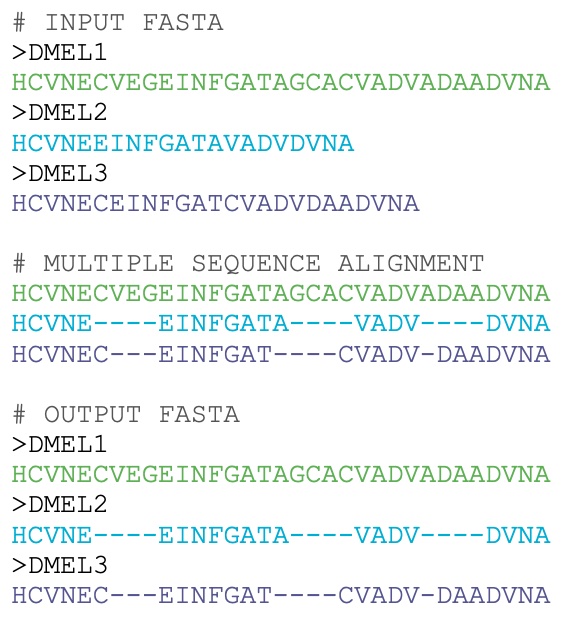 # INPUT FASTA
>DMEL1
HCVNECVEGEINFGATAGCACVADVADAADVNA
>DMEL2
HCVNEEINFGATAVADVDVNA
>DMEL3
HCVNECEINFGATCVADVDAADVNA
# MULTIPLE SEQUENCE ALIGNMENT
HCVNECVEGEINFGATAGCACVADVADAADVNA
HCVNE----EINFGATA----VADV----DVNA
HCVNEC---EINFGAT----CVADV-DAADVNA
# OUTPUT FASTA
>DMEL1
HCVNECVEGEINFGATAGCACVADVADAADVNA
>DMEL2
HCVNE----EINFGATA----VADV----DVNA
>DMEL3
HCVNEC---EINFGAT----CVADV-DAADVNA